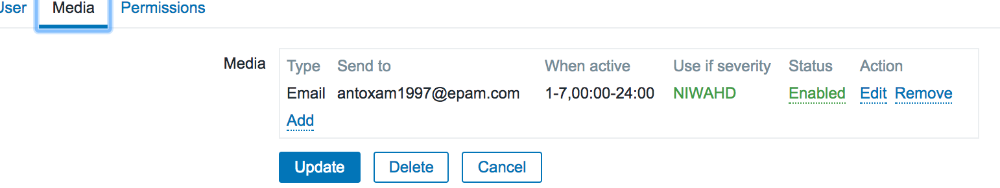 User Media Permissions
Media Type Send to When active Use if severity Status Action
Email antoxam1997@epam.com 1-7,00:00-24:00 NIWAHD Enabled Edit Remove
Add
Update Delete Cancel